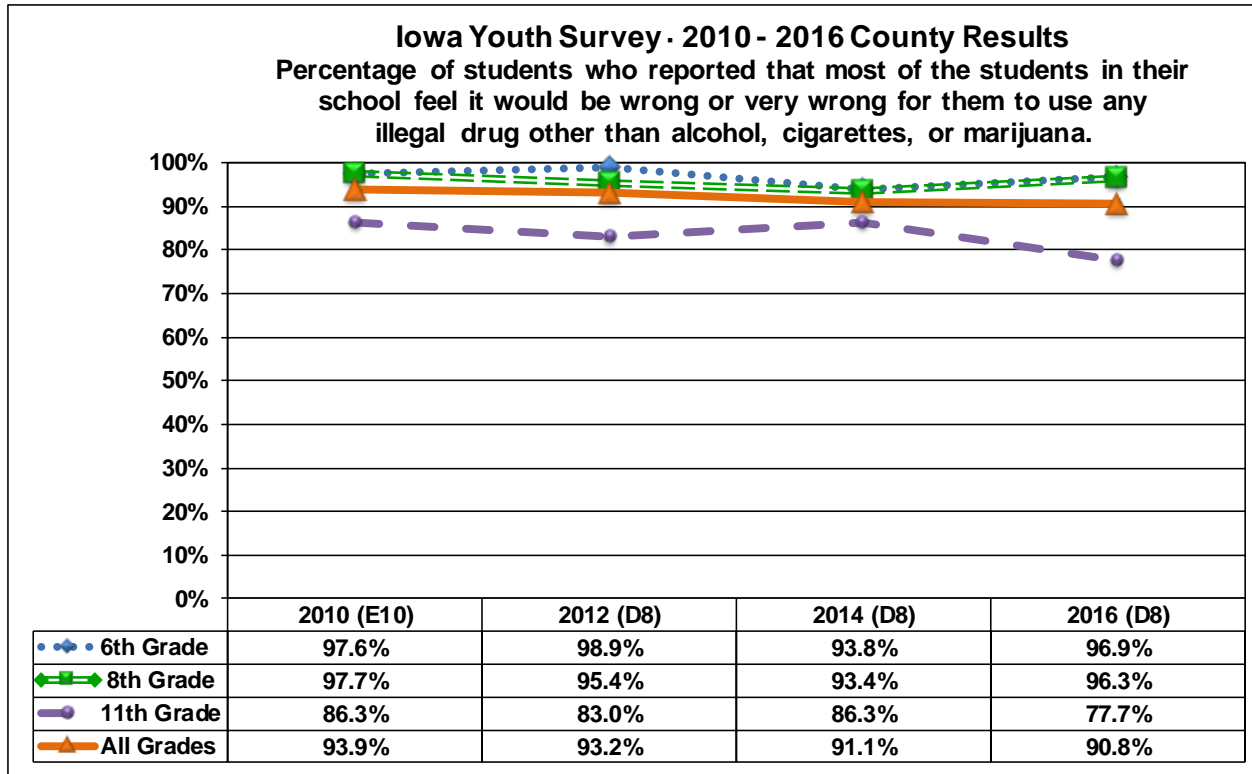 Iowa Youth Survey · 2010 - 2016 County Results
Percentage of students who reported that most of the students in their
school feel it would be wrong or very wrong for them to use any
illegal drug other than alcohol, cigarettes, or marijuana.
100%
90%
80%
70%
60%
50%
40%
30%
20%
10%
0%
2010 (E10) 2012 (D8) 2014 (D8) 2016 (D8)
6th Grade 97.6% 98.9% 93.8% 96.9%
8th Grade 97.7% 95.4% 93.4% 96.3%
11th Grade 86.3% 83.0% 86.3% 77.7%
All Grades 93.9% 93.2% 91.1% 90.8%